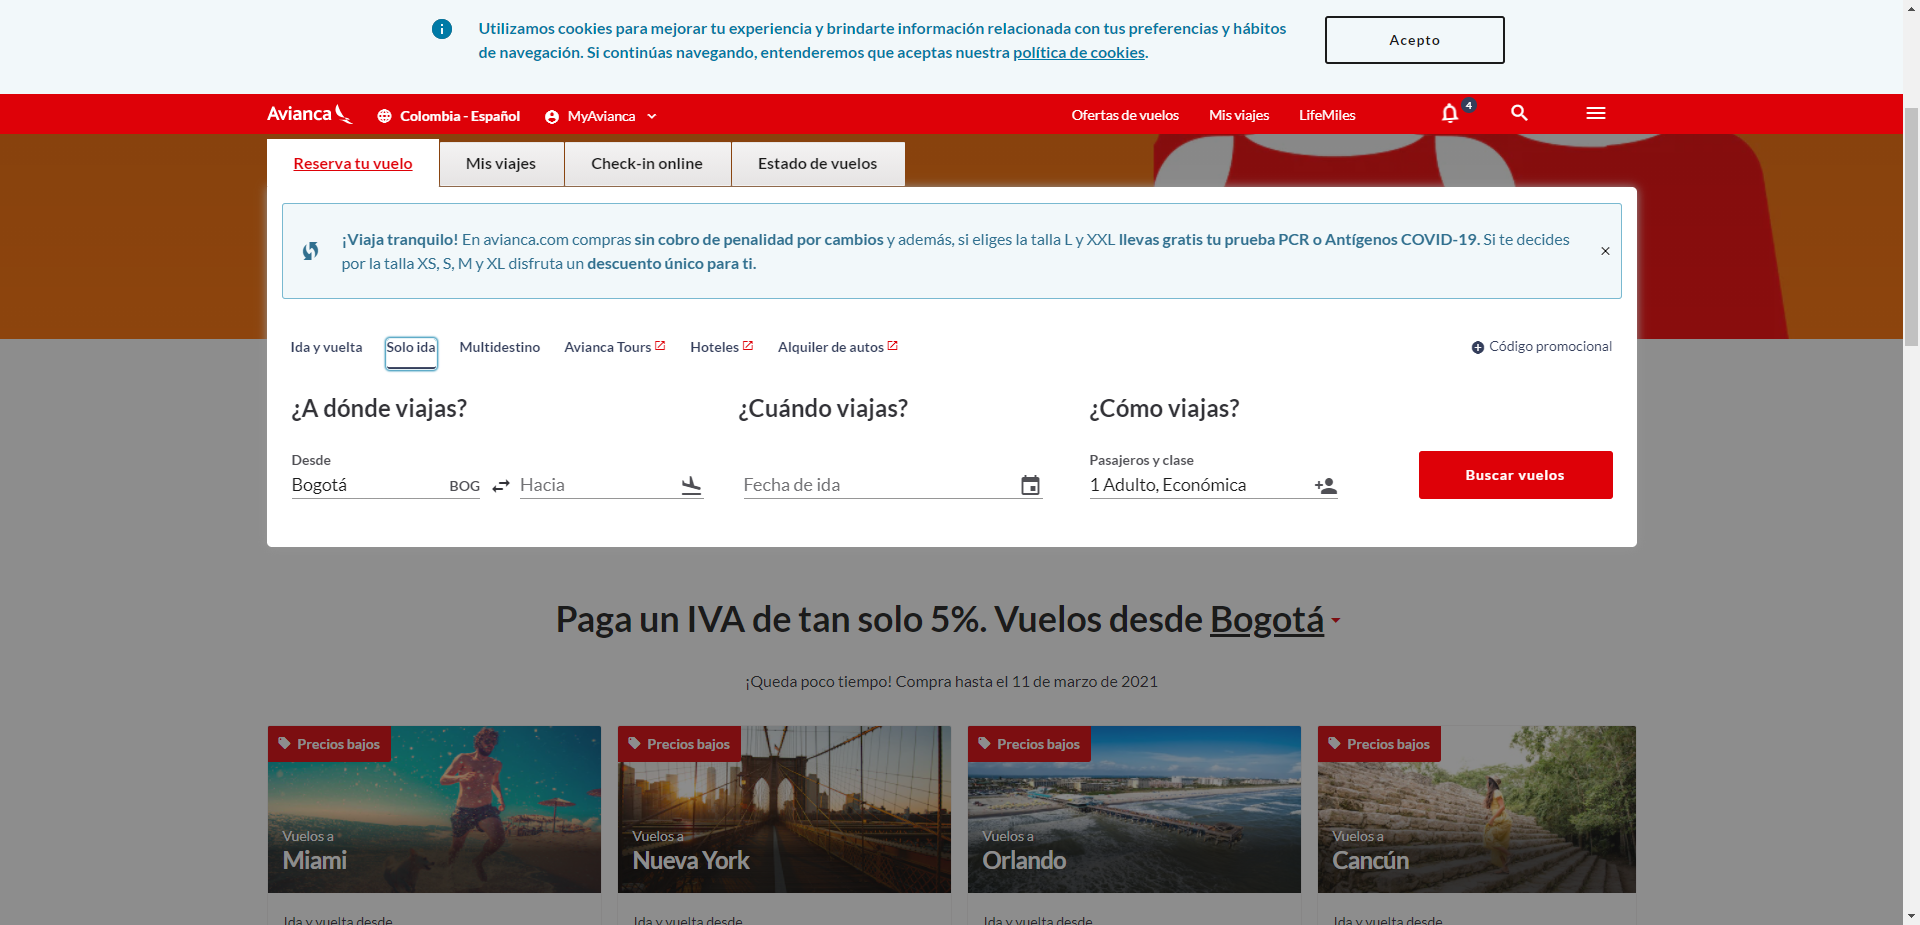 Utilizamos cookies para mejorar tu experiencia y brindarte información relacionada con tus preferencias y hábitos
de navegación. Si continúas navegando, entenderemos que aceptas nuestra política de cookies.
Acepto
Avianca
Colombia - Español
MyAvianca
Ofertas de vuelos
Mis viajes
LifeMiles
4
Reserva tu vuelo
Mis viajes
Check-in online
Estado de vuelos
¡Viaja tranquilo! En avianca.com compras sin cobro de penalidad por cambios y además, si eliges la talla L y XXL llevas gratis tu prueba PCR o Antígenos COVID-19. Si te decides
por la talla XS, S, M y XL disfruta un descuento único para ti.
Ida y vuelta
Solo ida
Multidestino
Avianca Tours
Hoteles
Alquiler de autos
Código promocional
¿A dónde viajas?
¿Cuándo viajas?
¿Cómo viajas?
Desde
Pasajeros y clase
Bogotá
BOG
Hacia
Fecha de ida
1 Adulto, Económica
Buscar vuelos
Paga un IVA de tan solo 5%. Vuelos desde Bogotá
¡Queda poco tiempo! Compra hasta el 11 de marzo de 2021
Precios bajos
Vuelos a
Miami
Ida y vuelta desde
Precios bajos
Vuelos a
Nueva York
Ida y vuelta desde
Precios bajos
Vuelos a
Orlando
Ida y vuelta desde
Precios bajos
Vuelos a
Cancún
Ida y vuelta desde